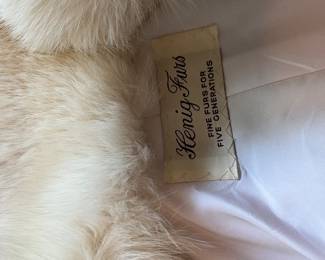 Henig Furs
FINE FURS FOR
FIVE GENERATIONS